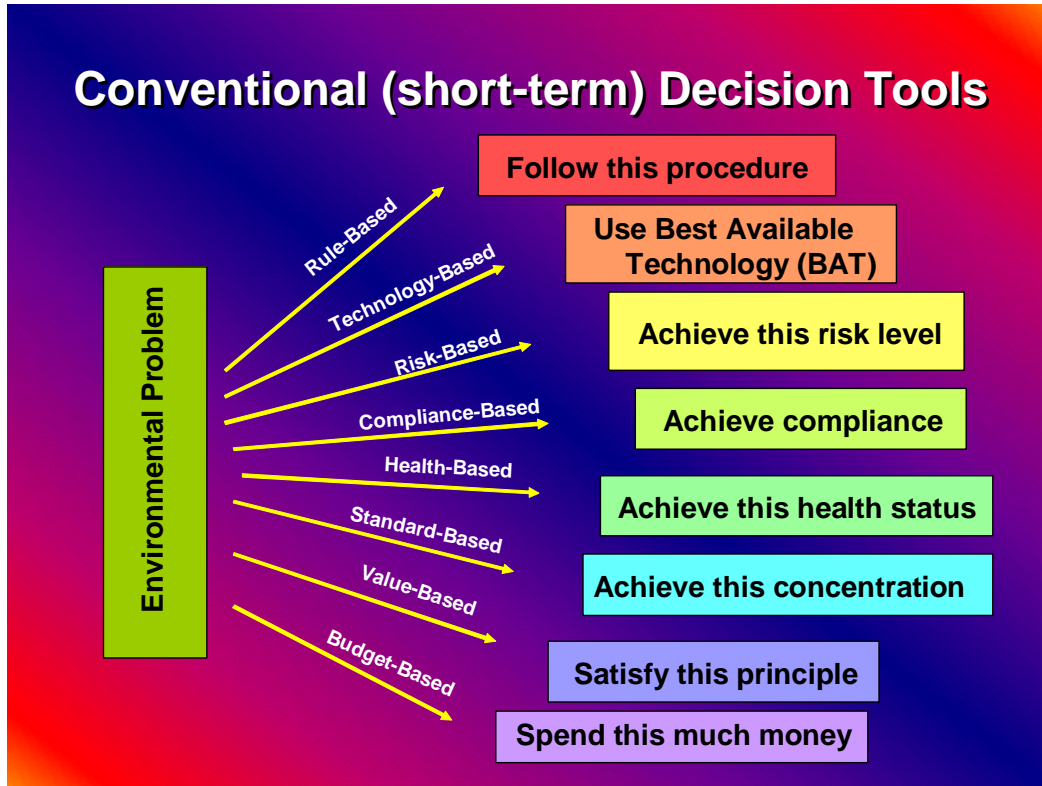 Conventional (short-term) Decision Tools
Environmental Problem
Rule-Based
Follow this procedure
Technology-Based
Use Best Available
Technology (BAT)
Risk-Based
Achieve this risk level
Compliance-Based
Achieve compliance
Health-Based
Achieve this health status
Standard-Based
Achieve this concentration
Value-Based
Satisfy this principle
Budget-Based
Spend this much money